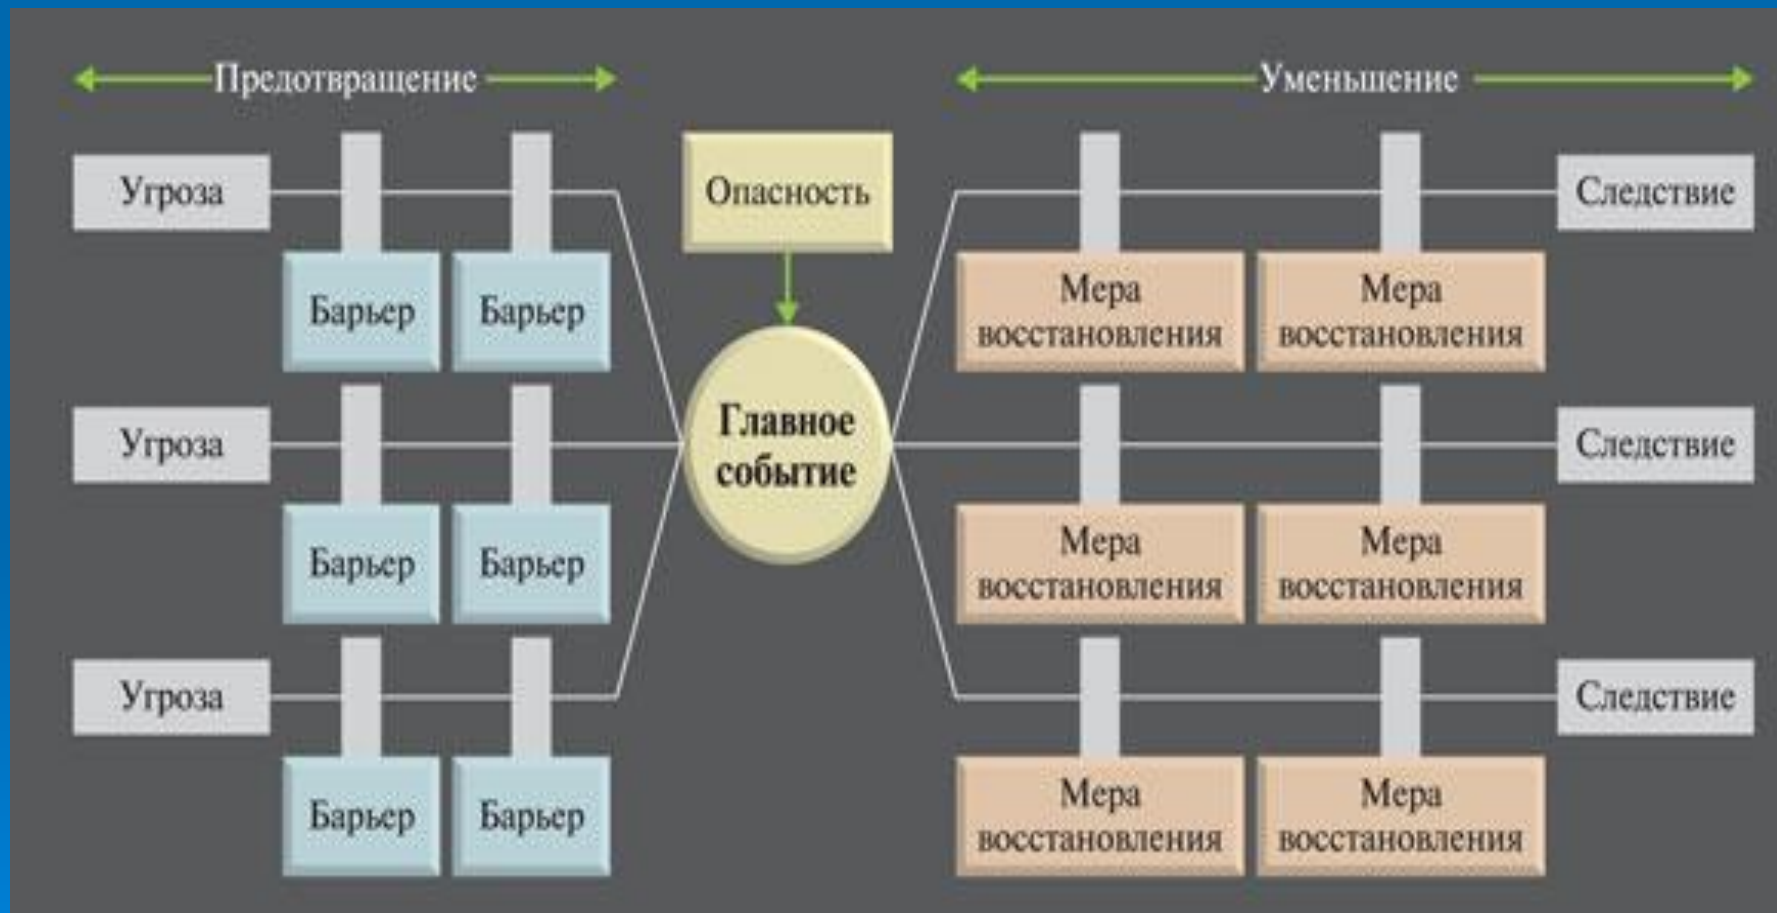 Предотвращение
Уменьшение
Угроза
Опасность
Следствие
Барьер
Барьер
Мера
восстановления
Мера
восстановления
Угроза
Главное
событие
Следствие
Барьер
Барьер
Мера
восстановления
Мера
восстановления
Угроза
Следствие
Барьер
Барьер
Мера
восстановления
Мера
восстановления